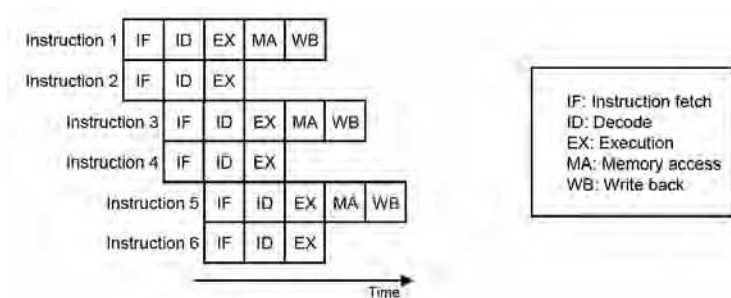 Instruction 1 IF ID EX MA WB
Instruction 2 IF ID EX
Instruction 3 IF ID EX MA WB
Instruction 4 IF ID EX
Instruction 5 IF ID EX MA WB
Instruction 6 IF ID EX
Time
IF: Instruction fetch
ID: Decode
EX: Execution
MA: Memory access
WB: Write back